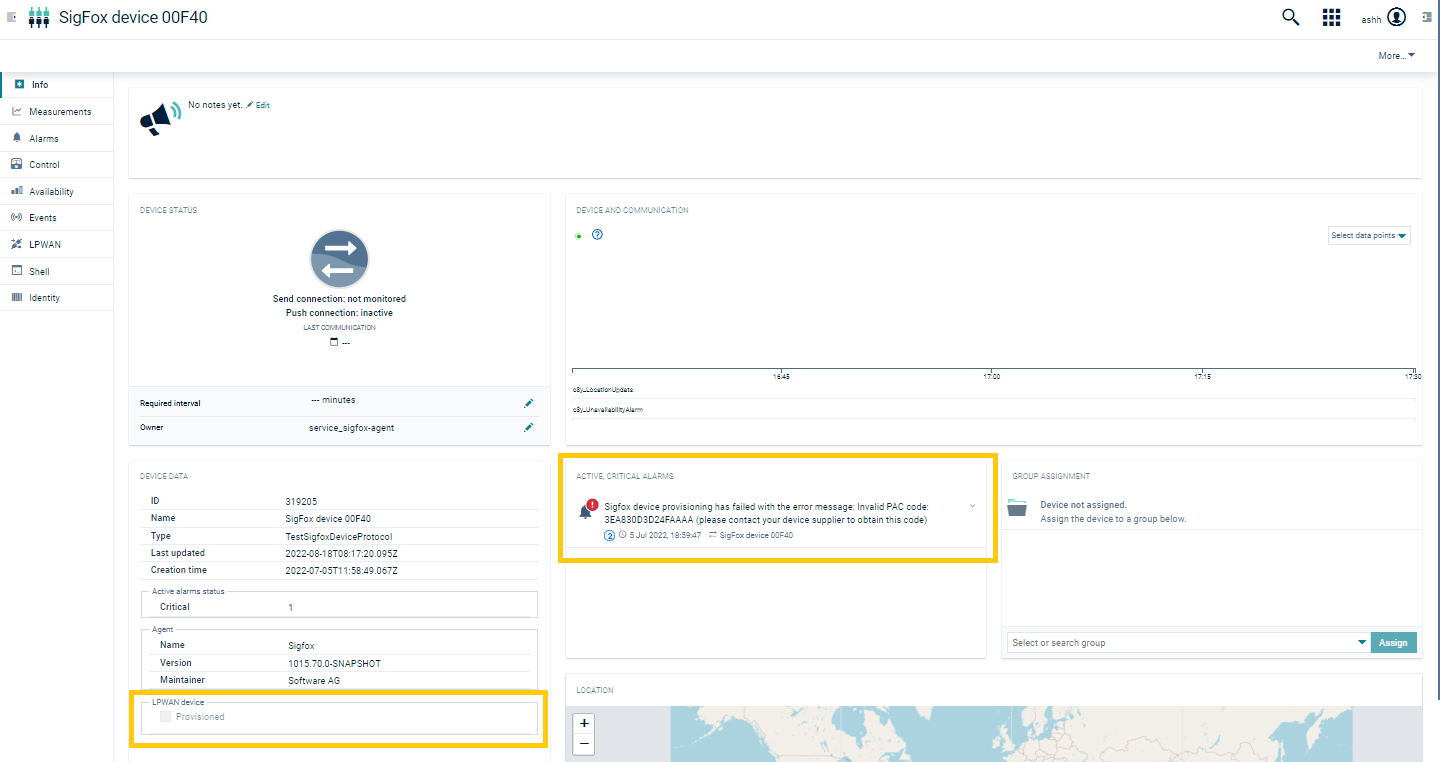 SigFox device 00F40
ashh
More...
Info
Measurements
Alarms
Control
Availability
Events
LPWAN
Shell
Identity
No notes yet. Edit
DEVICE STATUS
Send connection: not monitored
Push connection: inactive
LAST COMMUNICATION
---
Required interval --- minutes
Owner service_sigfox-agent
DEVICE AND COMMUNICATION
Select data points
16:45 17:00 17:15 17:30
c8y_LocationUpdate
c8y_UnavailabilityAlarm
DEVICE DATA
ID 319205
Name SigFox device 00F40
Type TestSigfoxDeviceProtocol
Last updated 2022-08-18T08:17:20.095Z
Creation time 2022-07-05T11:58:49.067Z
Active alarms status
Critical 1
Agent
Name Sigfox
Version 1015.70.0-SNAPSHOT
Maintainer Software AG
LPWAN device
Provisioned
ACTIVE, CRITICAL ALARMS
Sigfox device provisioning has failed with the error message: Invalid PAC code:
3EA830D3D24FAAAA (please contact your device supplier to obtain this code)
2 5 Jul 2022, 18:59:47 SigFox device 00F40
GROUP ASSIGNMENT
Device not assigned.
Assign the device to a group below.
Select or search group Assign
LOCATION
+
−